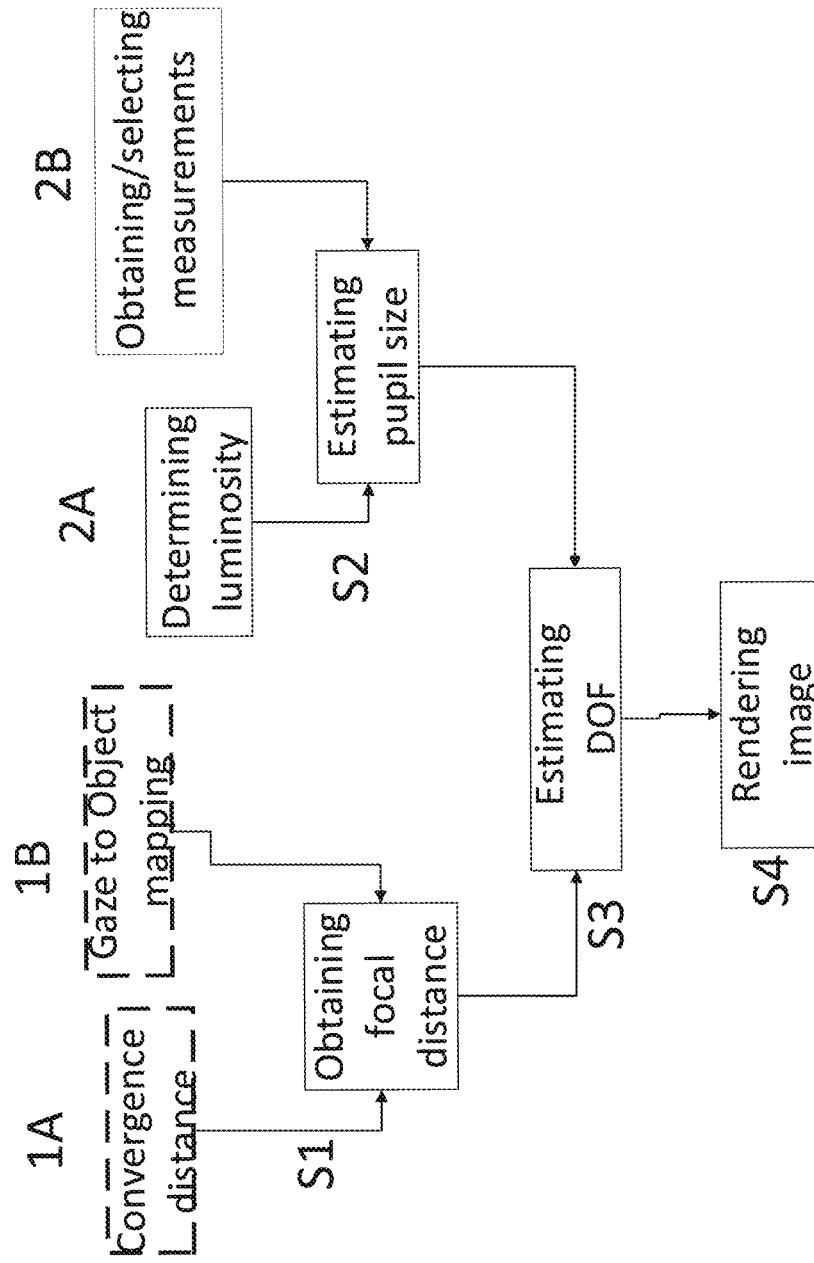 1A
Convergence
distance
1B
Gaze to Object
mapping
2A
Determining
luminosity
2B
Obtaining/selecting
measurements
S1
Obtaining
focal
distance
S2
Estimating
pupil size
S3
Estimating
DOF
S4
Rendering
image